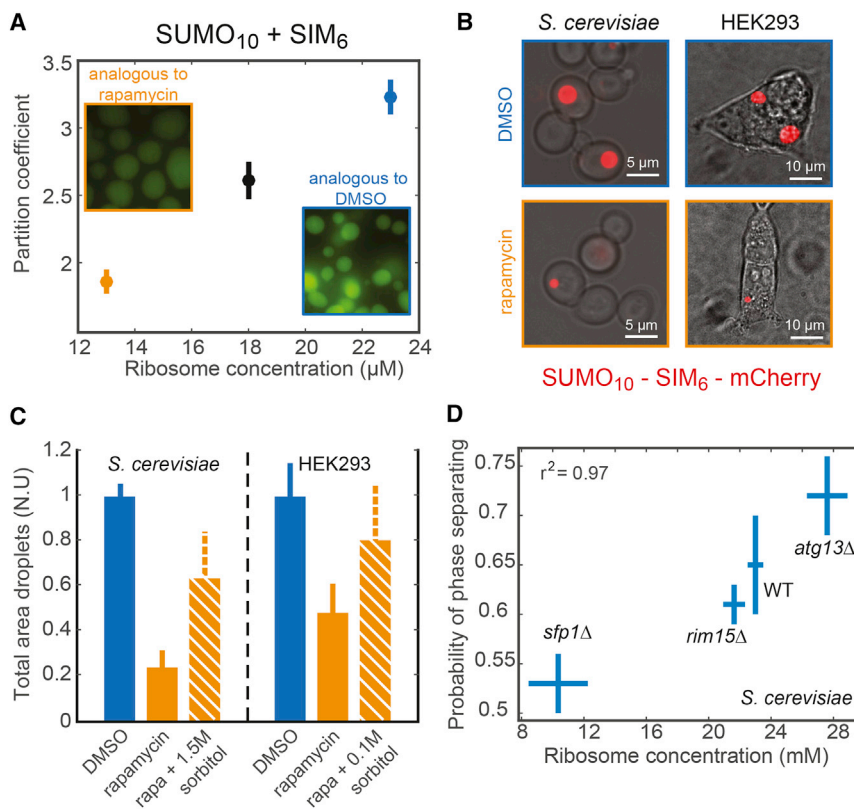 A
SUMO₁₀ + SIM₆
Partition coefficient
3.5
3
2.5
2
analogous to
rapamycin
analogous to
DMSO
12
14
16
18
20
22
24
Ribosome concentration (µM)
B
S. cerevisiae
HEK293
DMSO
5 µm
10 µm
rapamycin
5 µm
10 µm
SUMO₁₀ - SIM₆ - mCherry
C
Total area droplets (N.U)
1.2
1
0.8
0.6
0.4
0.2
0
S. cerevisiae
HEK293
DMSO
rapamycin
rapa + 1.5M
sorbitol
DMSO
rapamycin
rapa + 0.1M
sorbitol
D
Probability of phase separating
0.75
0.7
0.65
0.6
0.55
0.5
r² = 0.97
atg13Δ
WT
rim15Δ
sfp1Δ
S. cerevisiae
8
12
16
20
24
28
Ribosome concentration (mM)